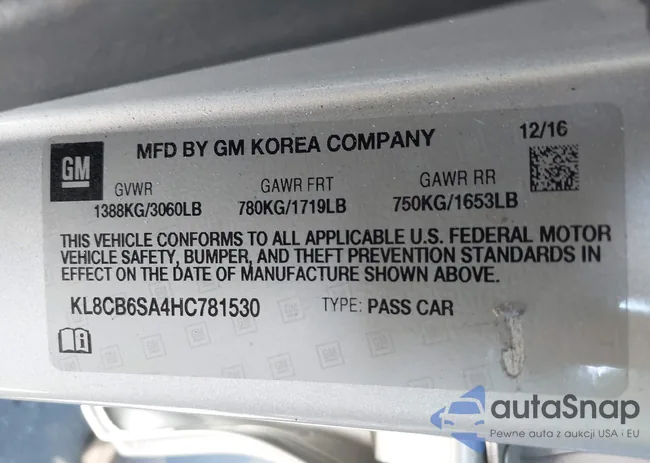 MFD BY GM KOREA COMPANY 12/16
GM
GVWR GAWR FRT GAWR RR
1388KG/3060LB 780KG/1719LB 750KG/1653LB
THIS VEHICLE CONFORMS TO ALL APPLICABLE U.S. FEDERAL MOTOR
VEHICLE SAFETY, BUMPER, AND THEFT PREVENTION STANDARDS IN
EFFECT ON THE DATE OF MANUFACTURE SHOWN ABOVE.
KL8CB6SA4HC781530 TYPE: PASS CAR
autaSnap
Pewne auta z aukcji USA i EU